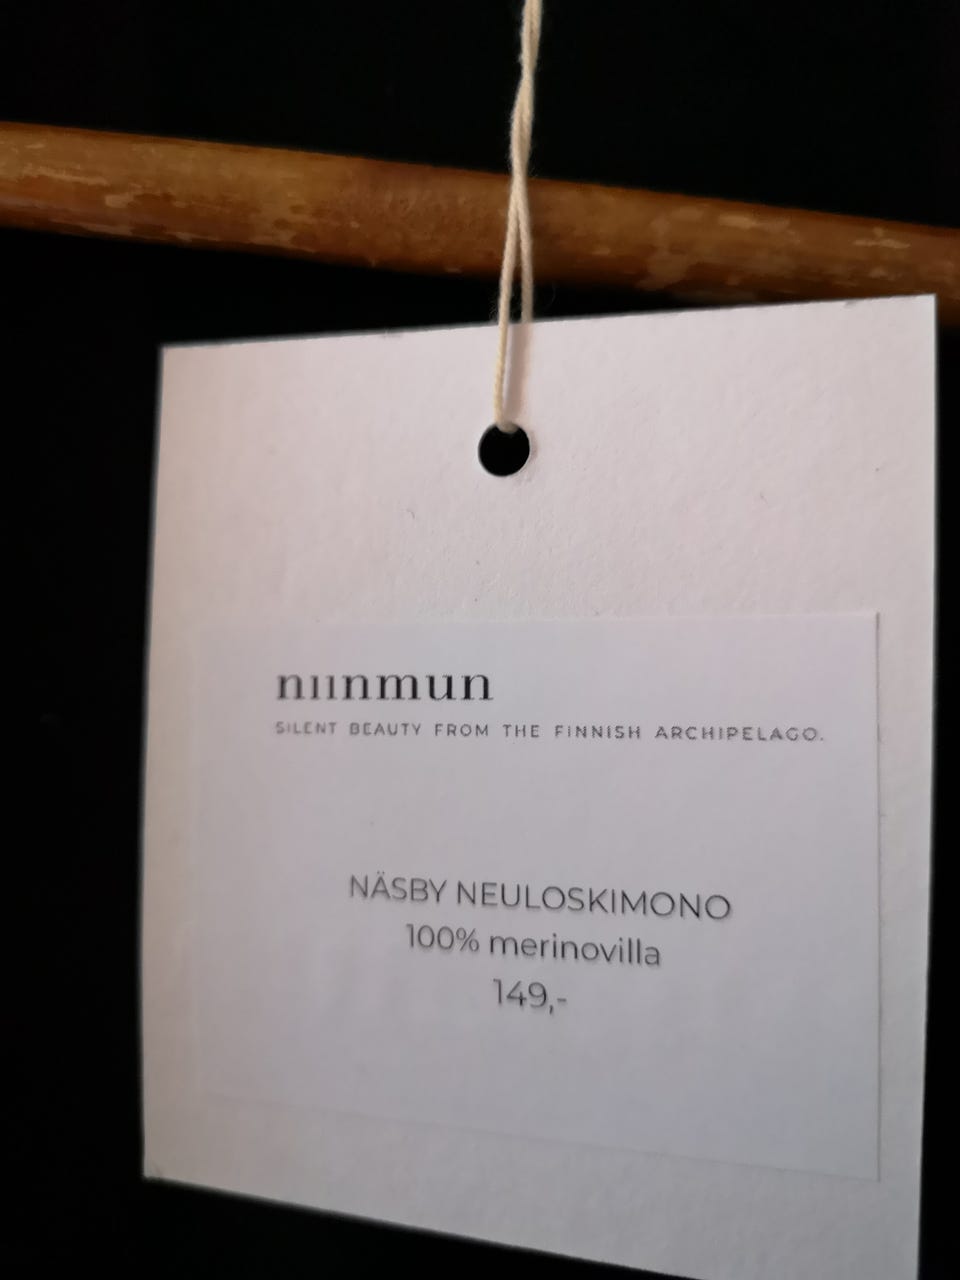 niinmun
SILENT BEAUTY FROM THE FINNISH ARCHIPELAGO.
NÄSBY NEULOSKIMONO
100% merinovilla
149,-